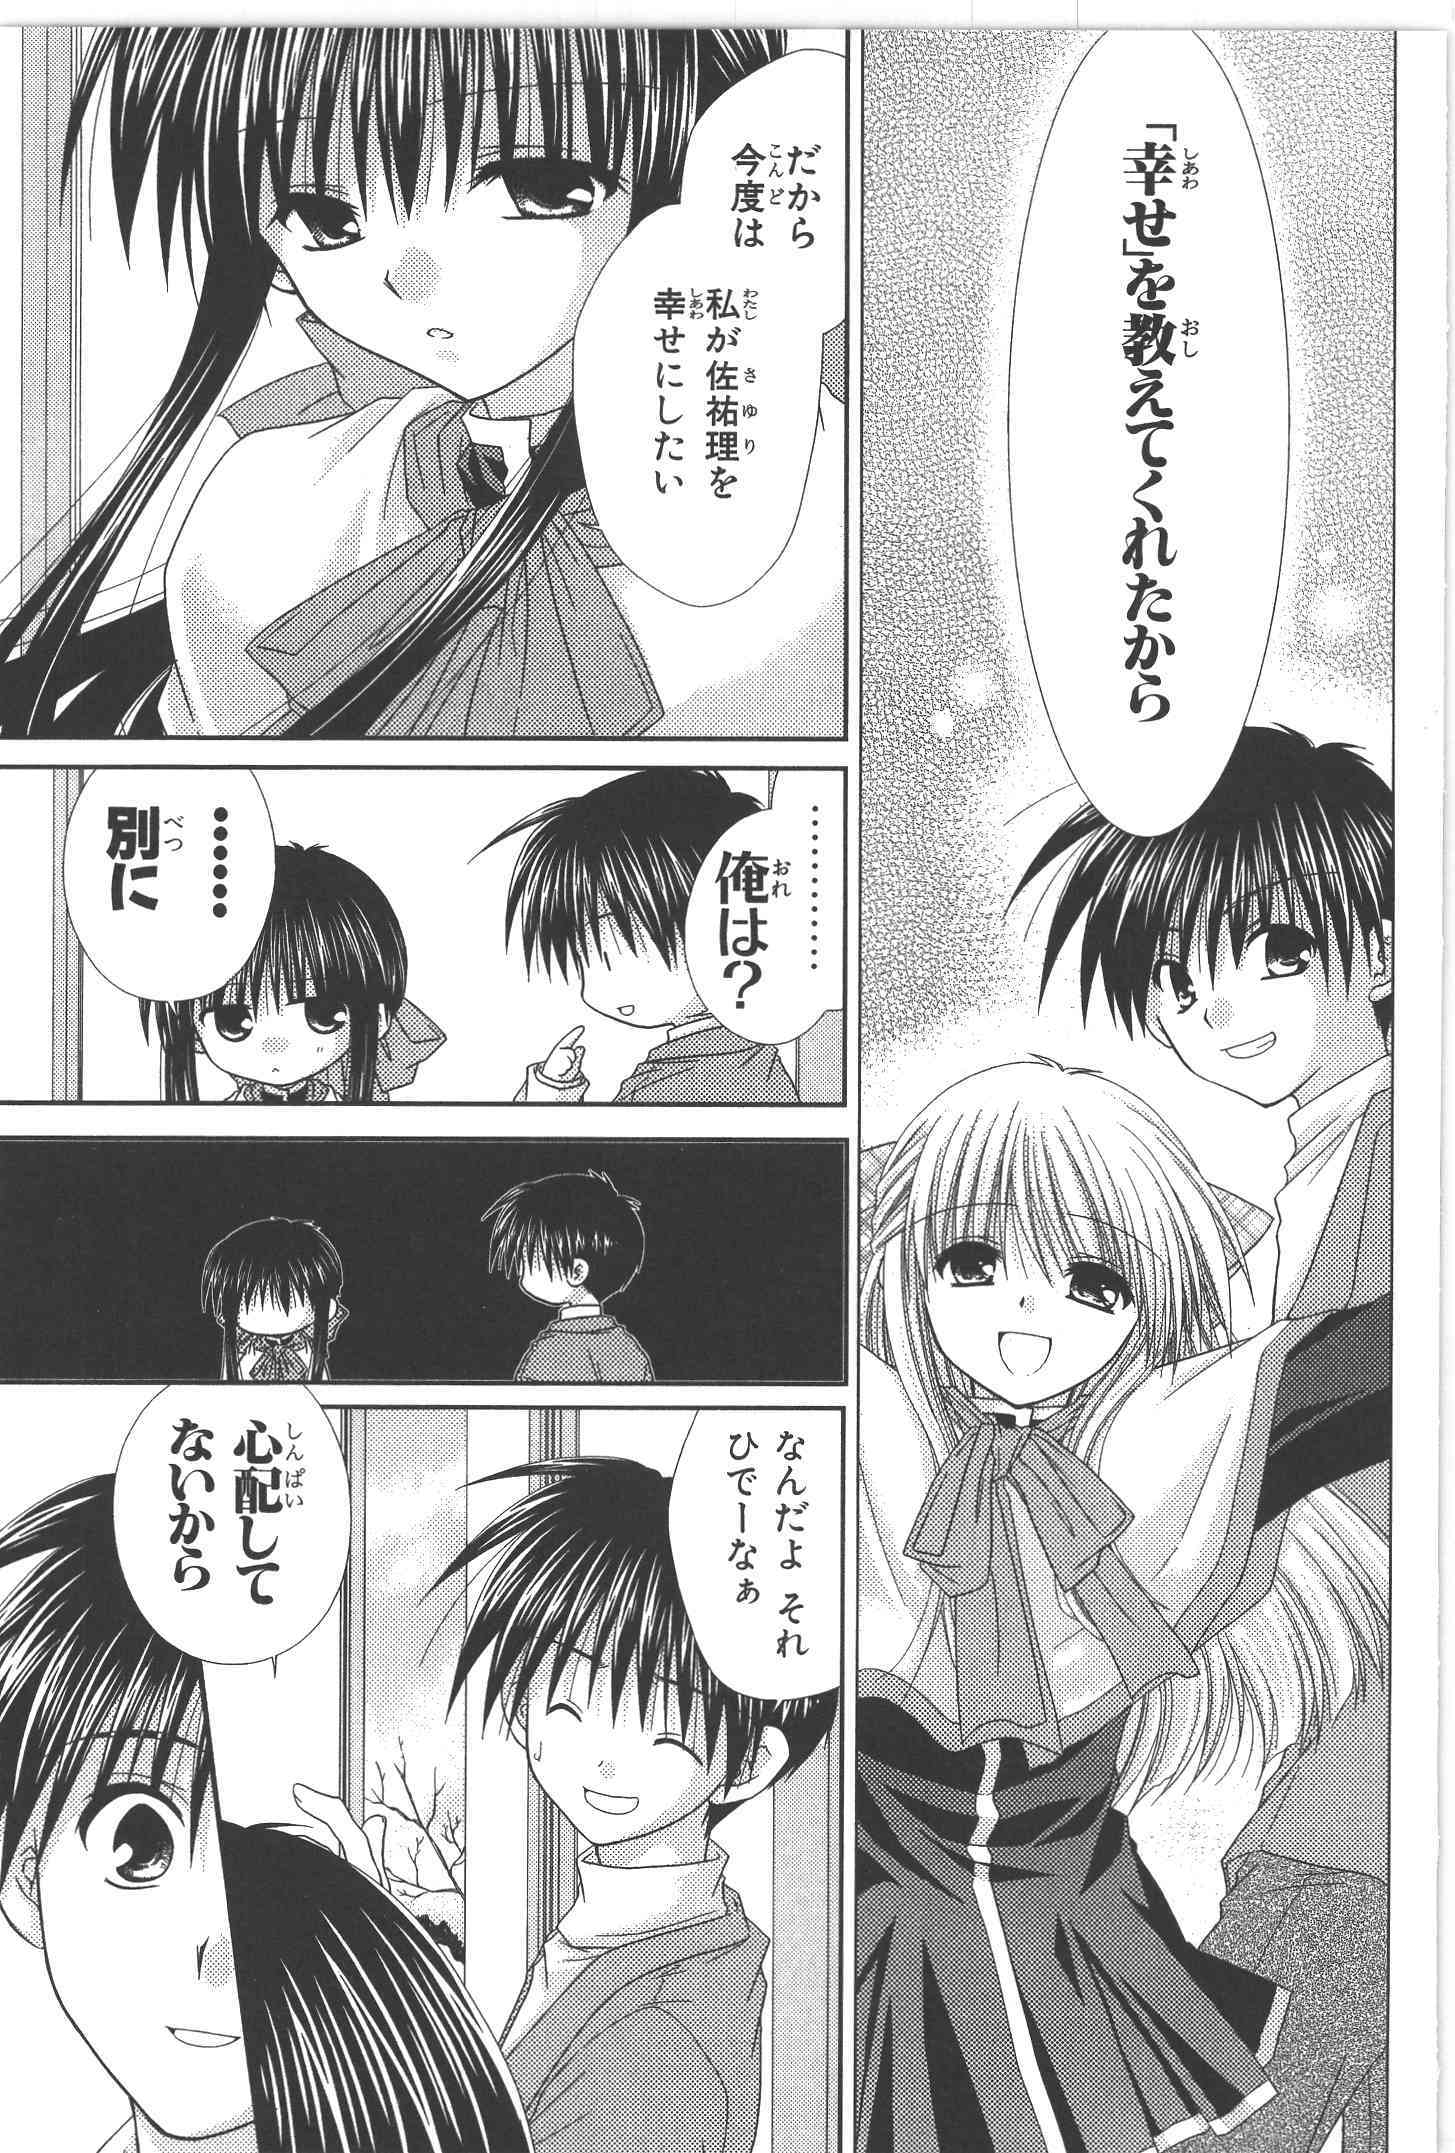 「幸せ」を教えてくれたから
だから
今度は
私が佐祐理を
幸せにしたい
…………
俺は?
……
別に
なんだよ それ
ひでーなぁ
心配して
ないから